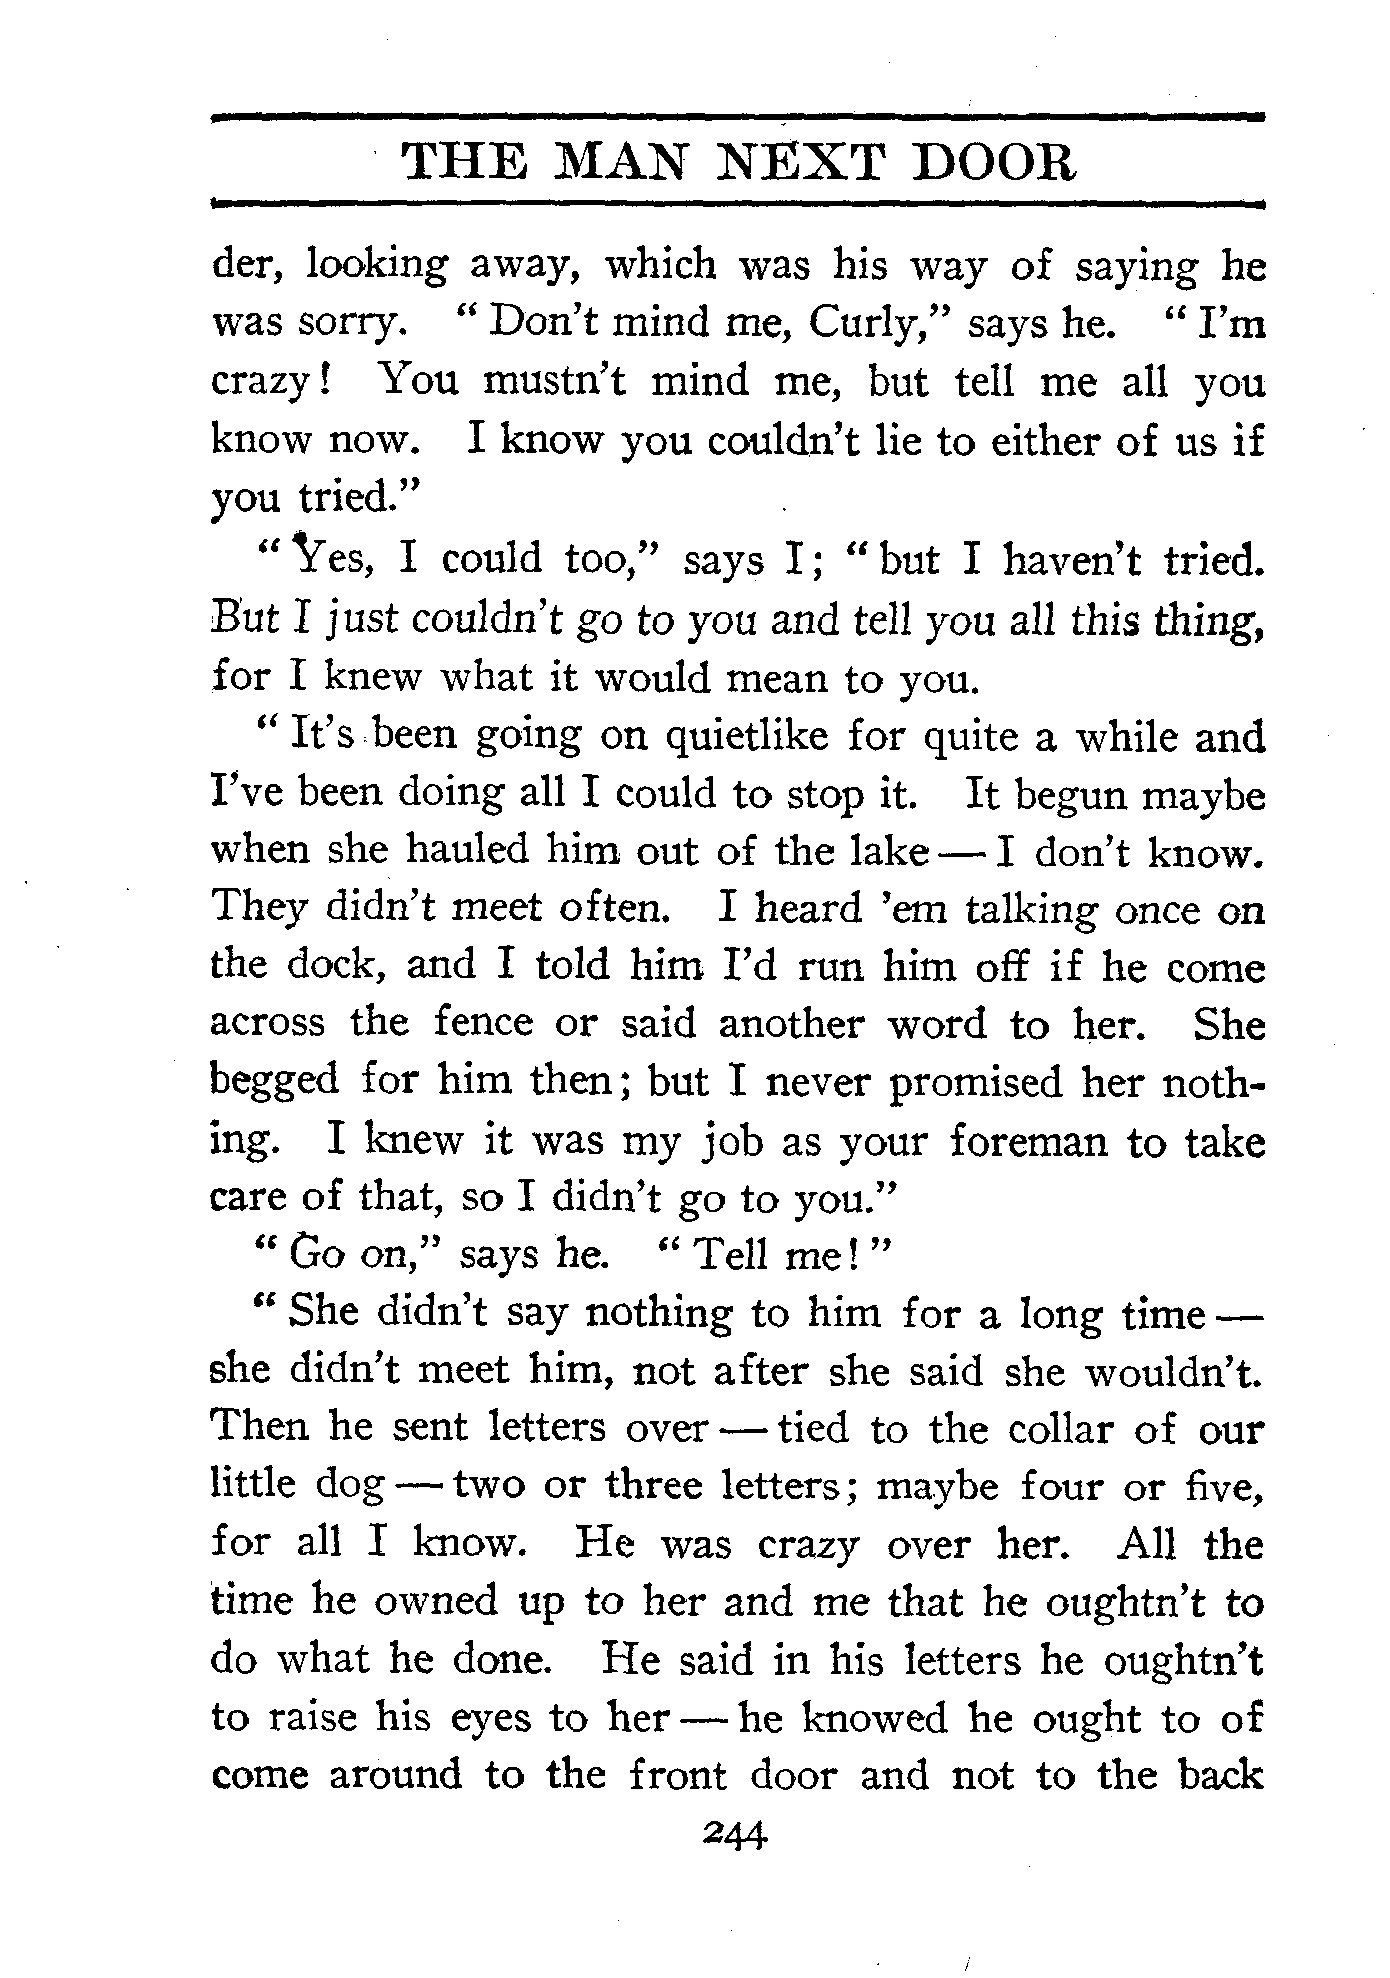 THE MAN NEXT DOOR
der, looking away, which was his way of saying he
was sorry. " Don't mind me, Curly," says he. " I'm
crazy! You mustn't mind me, but tell me all you
know now. I know you couldn't lie to either of us if
you tried."
" Yes, I could too," says I; " but I haven't tried.
But I just couldn't go to you and tell you all this thing,
for I knew what it would mean to you.
" It's been going on quietlike for quite a while and
I've been doing all I could to stop it. It begun maybe
when she hauled him out of the lake — I don't know.
They didn't meet often. I heard 'em talking once on
the dock, and I told him I'd run him off if he come
across the fence or said another word to her. She
begged for him then; but I never promised her noth-
ing. I knew it was my job as your foreman to take
care of that, so I didn't go to you."
" Go on," says he. " Tell me! "
" She didn't say nothing to him for a long time —
she didn't meet him, not after she said she wouldn't.
Then he sent letters over — tied to the collar of our
little dog — two or three letters; maybe four or five,
for all I know. He was crazy over her. All the
time he owned up to her and me that he oughtn't to
do what he done. He said in his letters he oughtn't
to raise his eyes to her — he knowed he ought to of
come around to the front door and not to the back
244